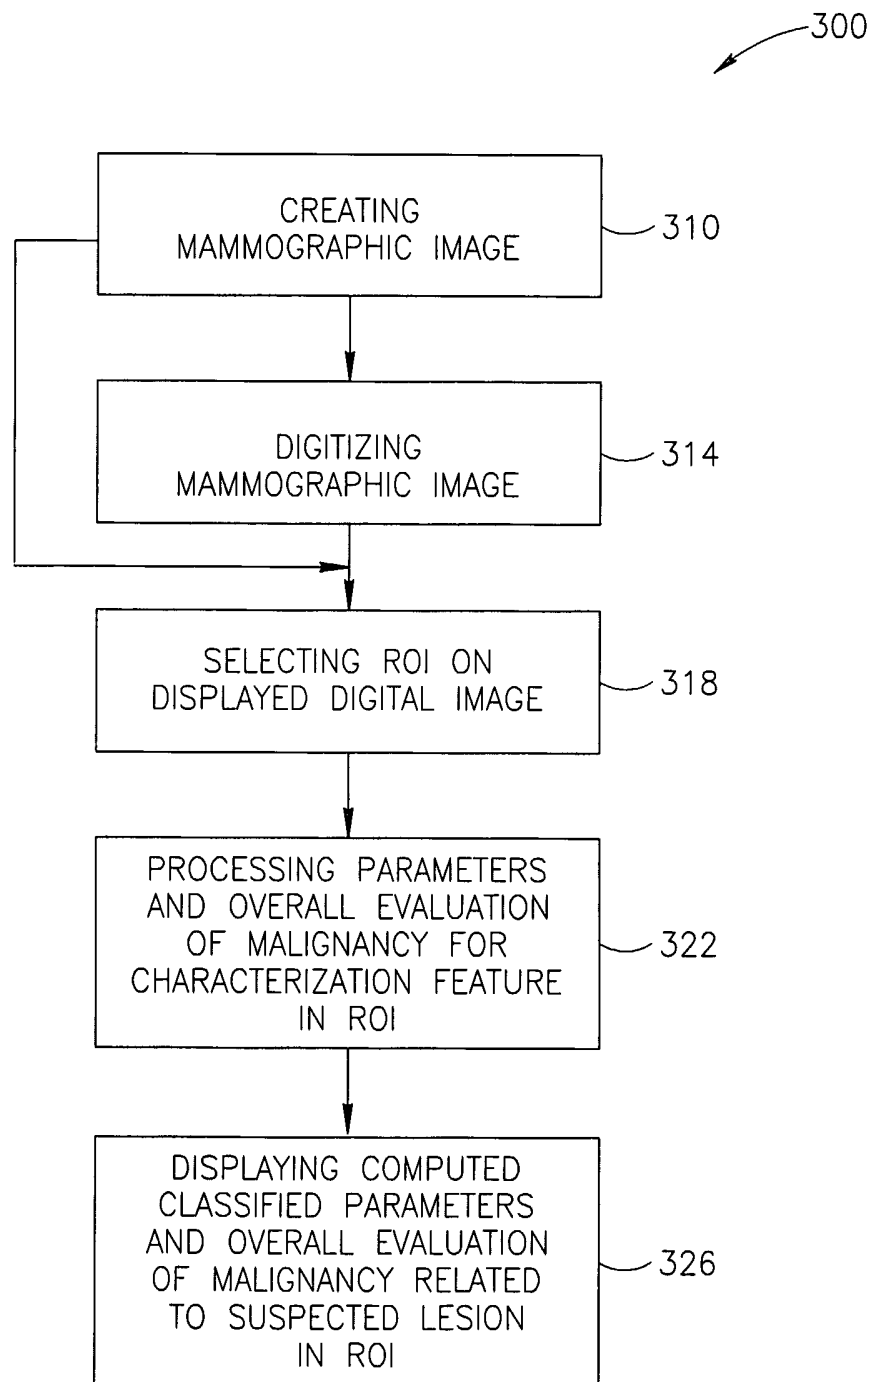 300
CREATING
MAMMOGRAPHIC IMAGE
310
DIGITIZING
MAMMOGRAPHIC IMAGE
314
SELECTING ROI ON
DISPLAYED DIGITAL IMAGE
318
PROCESSING PARAMETERS
AND OVERALL EVALUATION
OF MALIGNANCY FOR
CHARACTERIZATION FEATURE
IN ROI
322
DISPLAYING COMPUTED
CLASSIFIED PARAMETERS
AND OVERALL EVALUATION
OF MALIGNANCY RELATED
TO SUSPECTED LESION
IN ROI
326